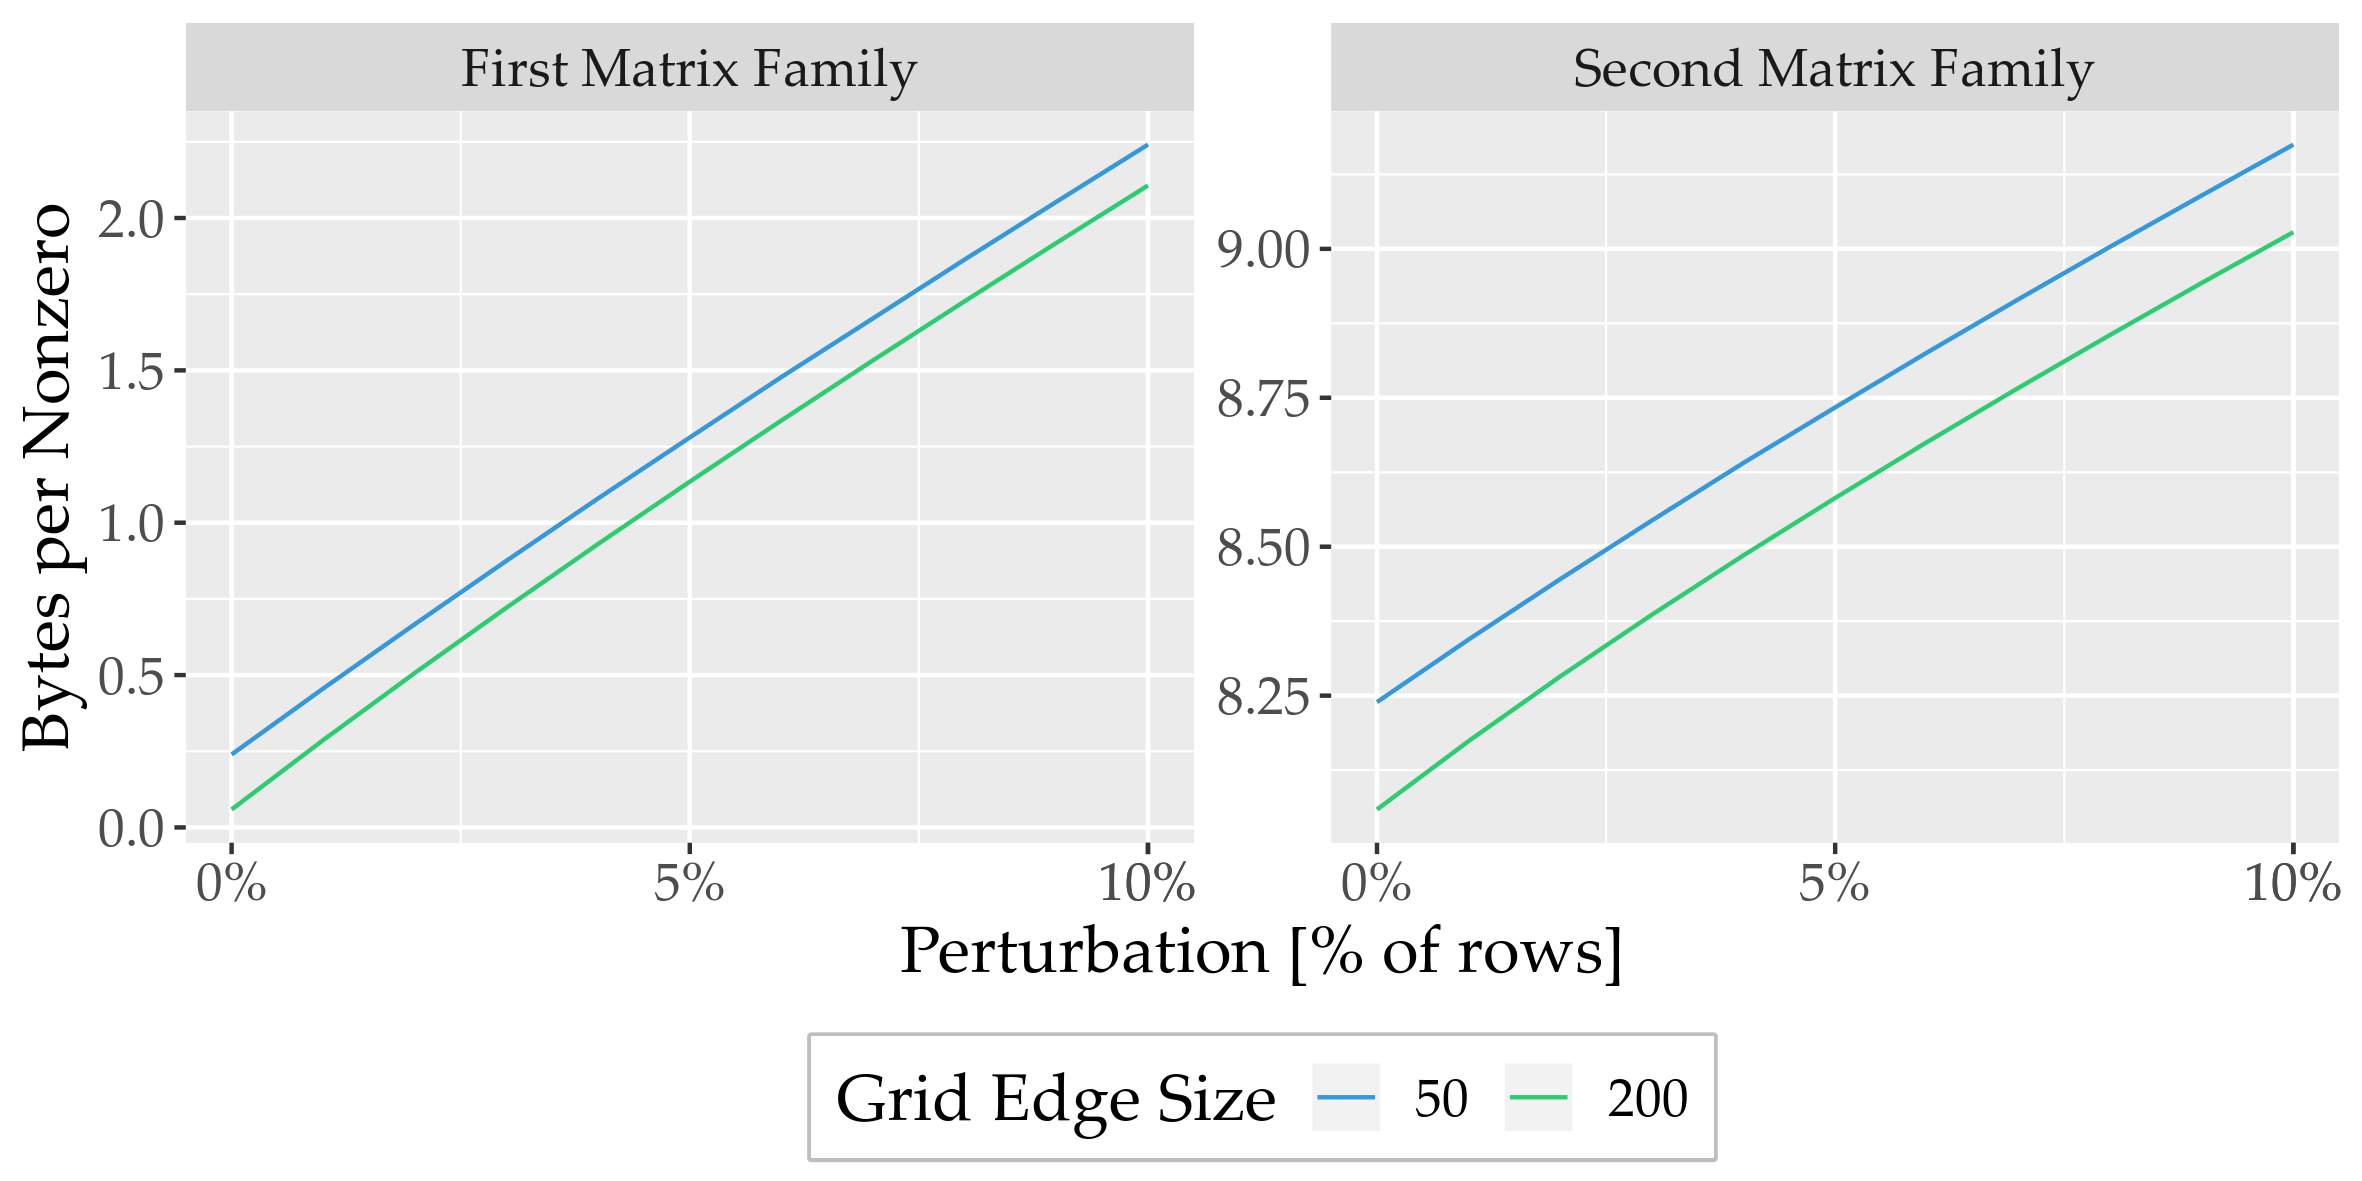 First Matrix Family
Second Matrix Family
Bytes per Nonzero
2.0
1.5
1.0
0.5
0.0
9.00
8.75
8.50
8.25
0% 5% 10%
0% 5% 10%
Perturbation [% of rows]
Grid Edge Size 50 200